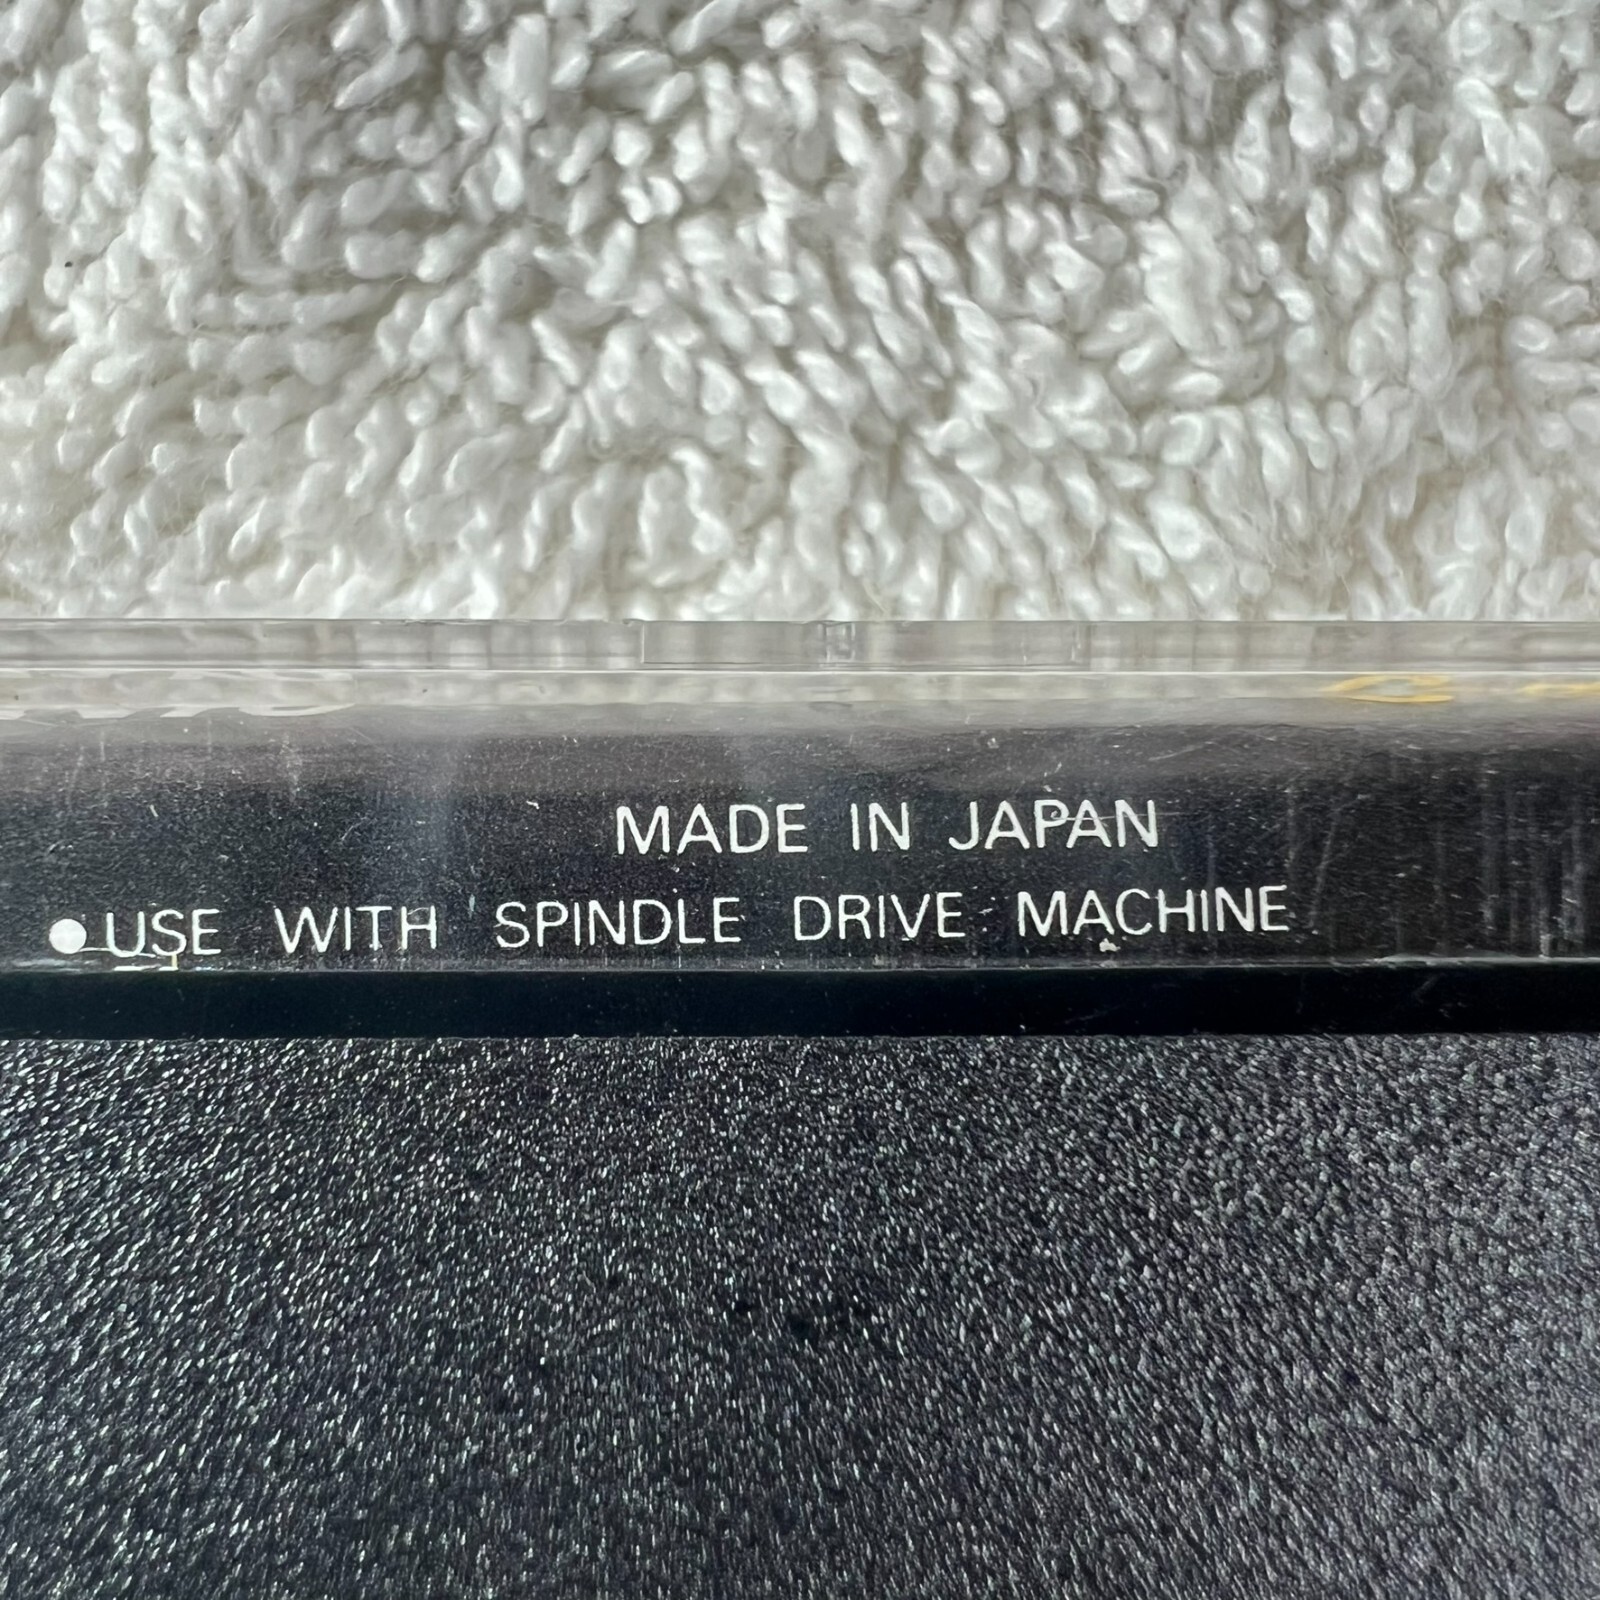 MADE IN JAPAN
●USE WITH SPINDLE DRIVE MACHINE